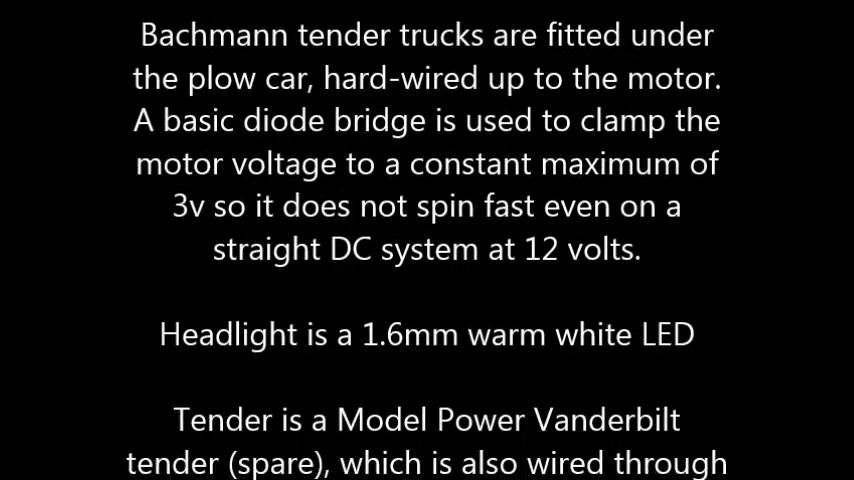 Bachmann tender trucks are fitted under
the plow car, hard-wired up to the motor.
A basic diode bridge is used to clamp the
motor voltage to a constant maximum of
3v so it does not spin fast even on a
straight DC system at 12 volts.
Headlight is a 1.6mm warm white LED
Tender is a Model Power Vanderbilt
tender (spare), which is also wired through